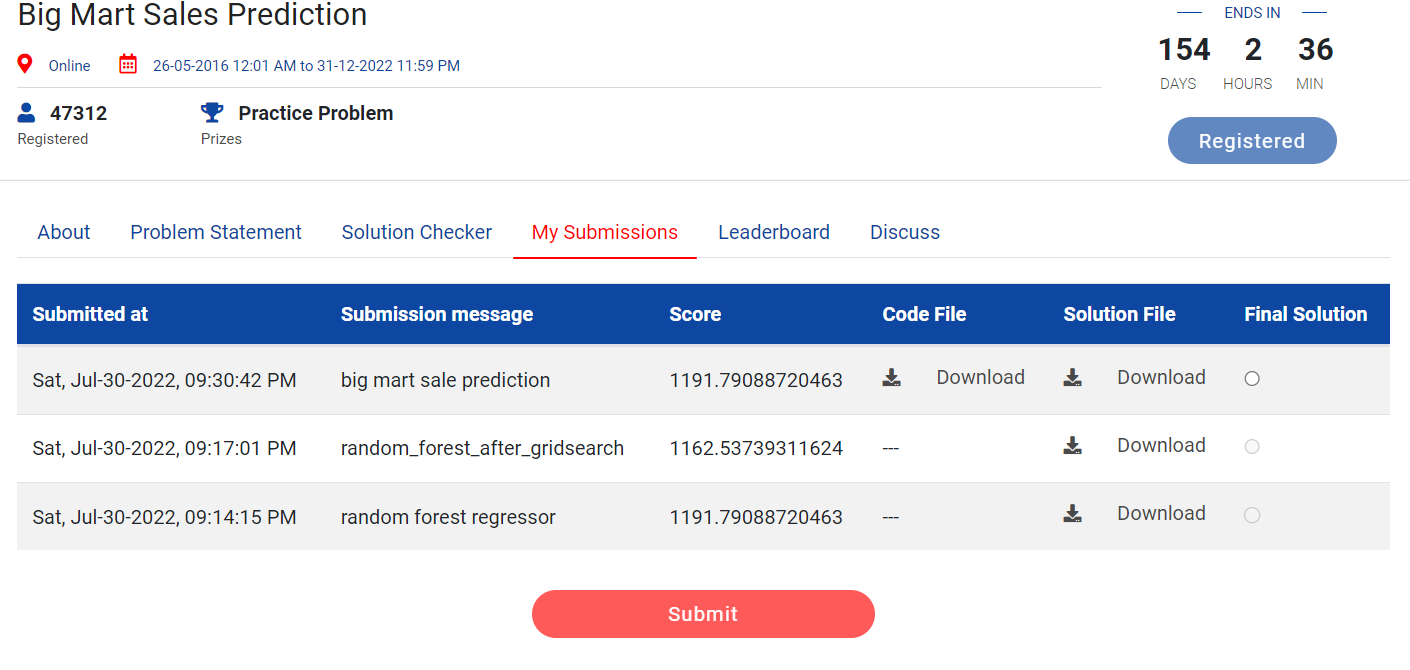 Big Mart Sales Prediction
ENDS IN
154 2 36
DAYS HOURS MIN
Online 26-05-2016 12:01 AM to 31-12-2022 11:59 PM
47312 Practice Problem
Registered Prizes
Registered
About Problem Statement Solution Checker My Submissions Leaderboard Discuss
Submitted at Submission message Score Code File Solution File Final Solution
Sat, Jul-30-2022, 09:30:42 PM big mart sale prediction 1191.79088720463 Download Download
Sat, Jul-30-2022, 09:17:01 PM random_forest_after_gridsearch 1162.53739311624 --- Download
Sat, Jul-30-2022, 09:14:15 PM random forest regressor 1191.79088720463 --- Download
Submit